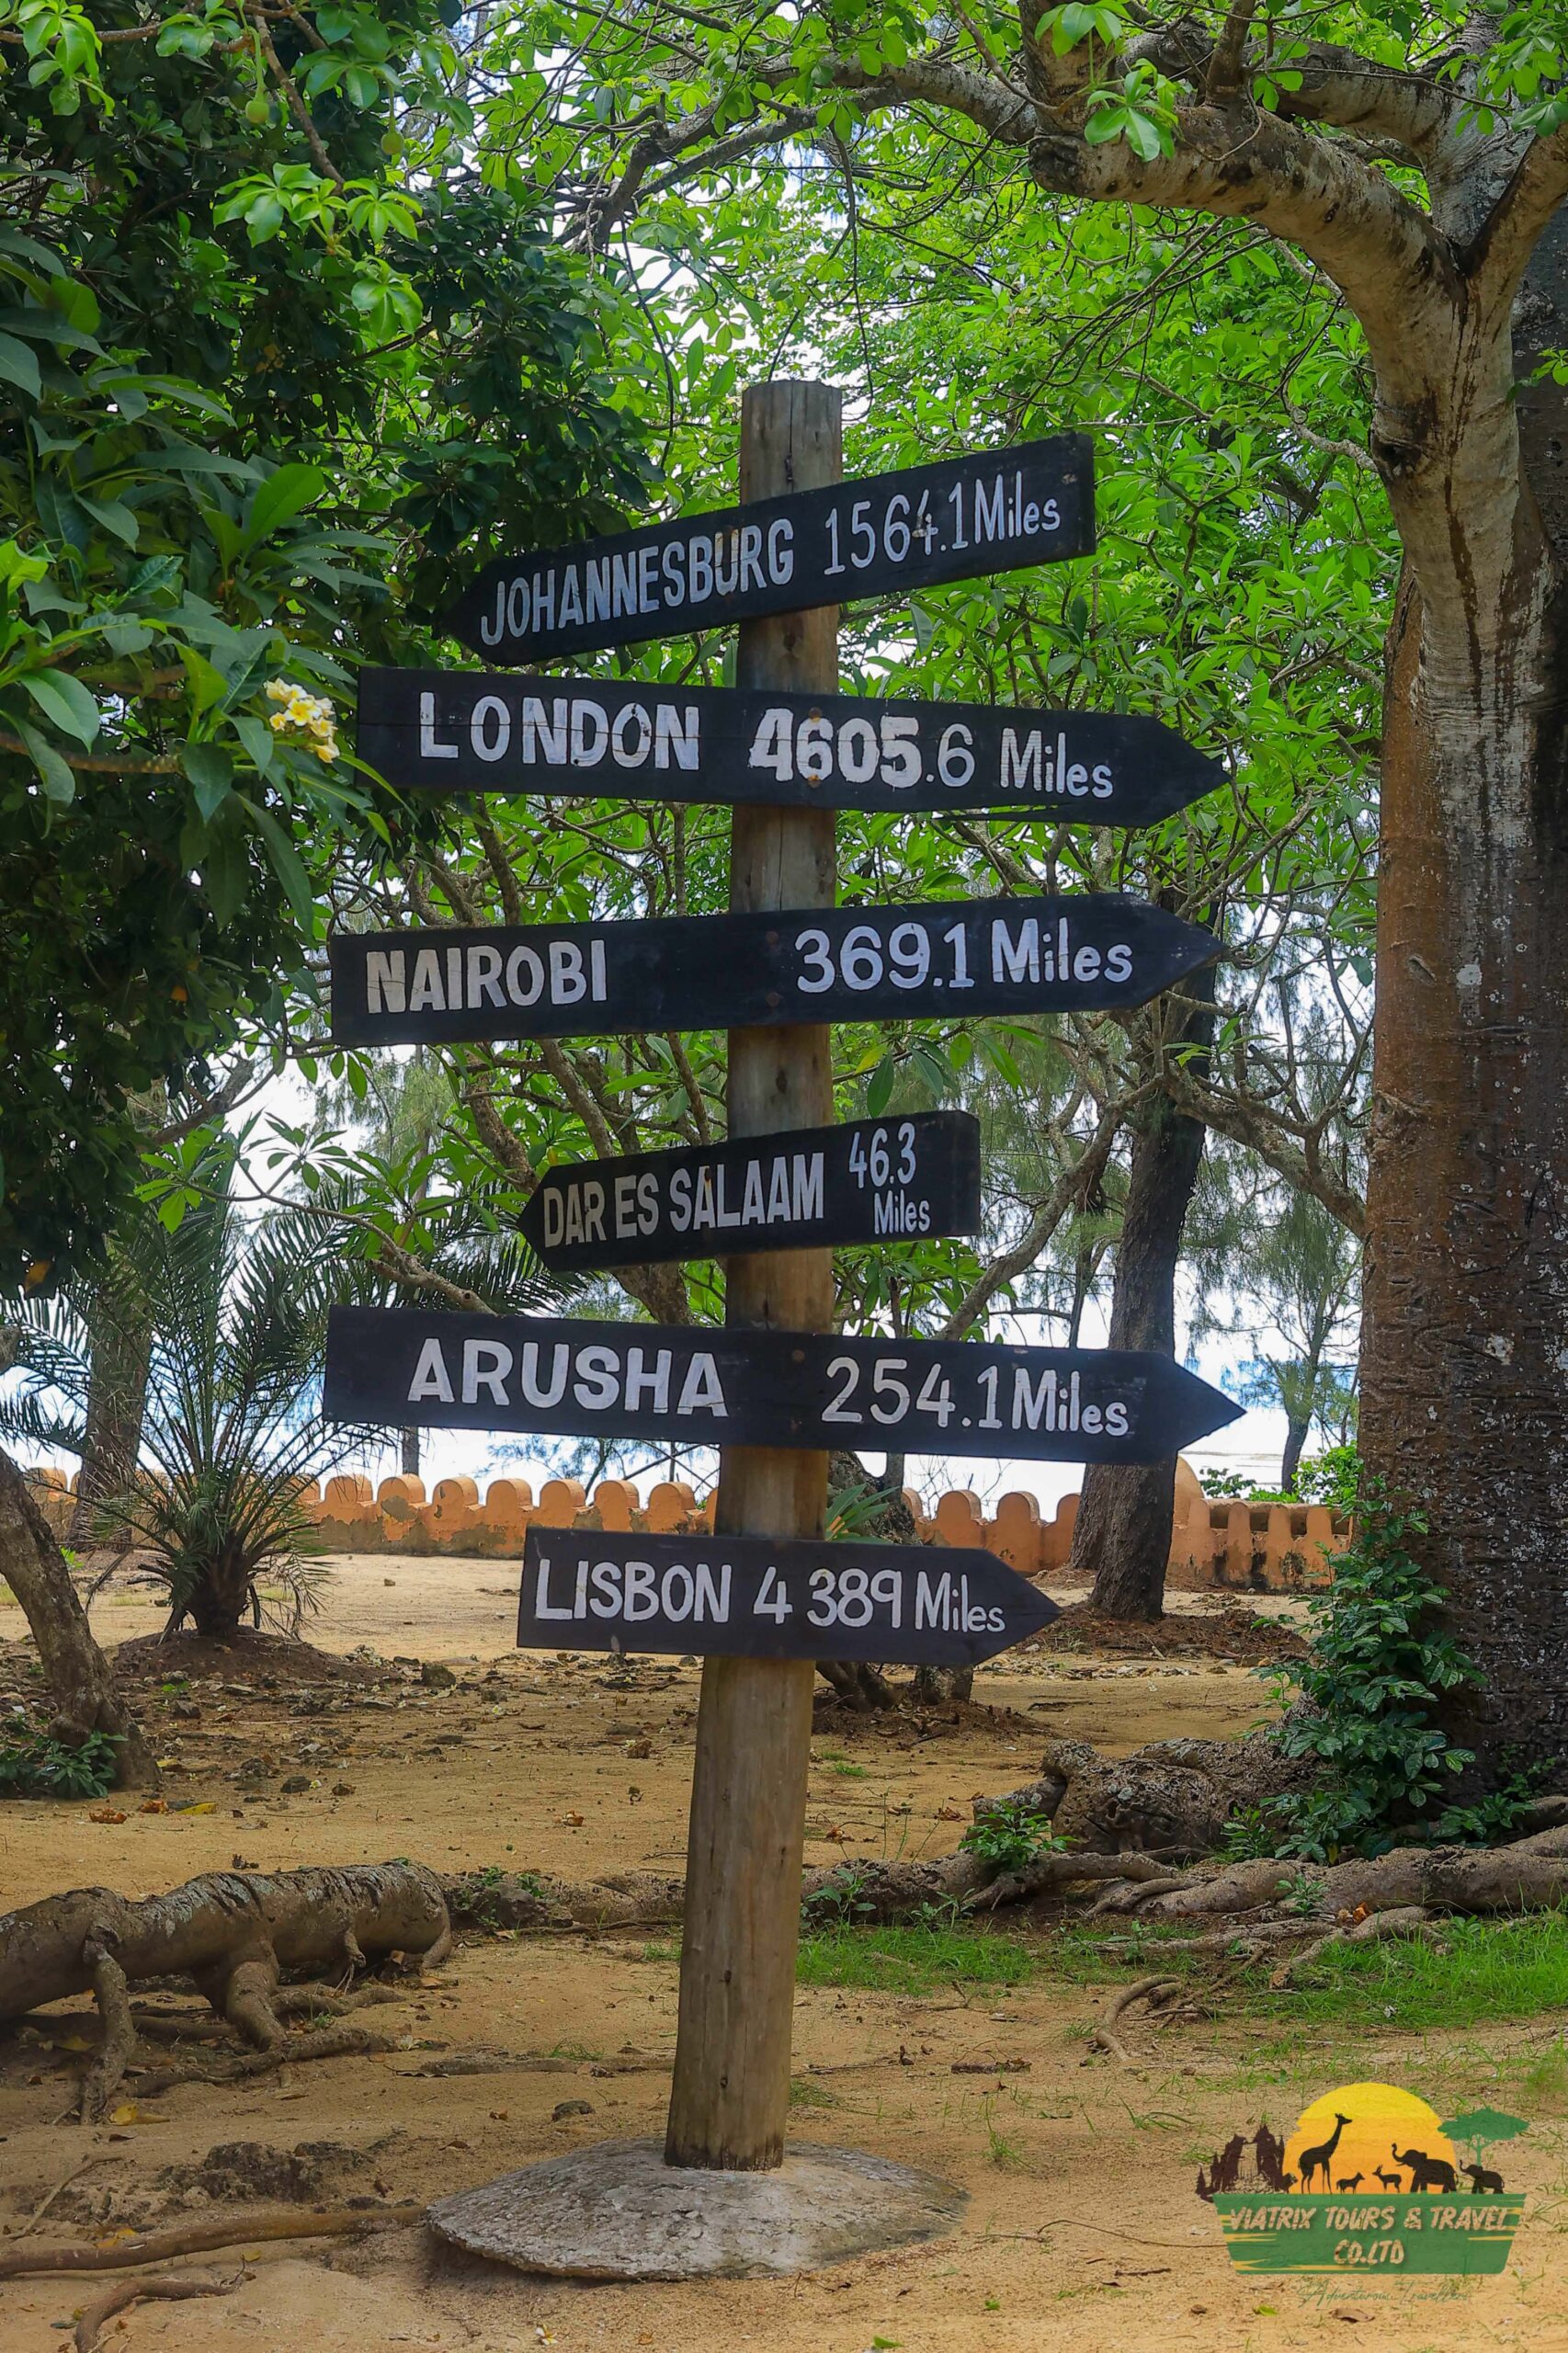 JOHANNESBURG 1564.1 Miles
LONDON 4605.6 Miles
NAIROBI 369.1 Miles
DAR ES SALAAM 46.3
Miles
ARUSHA 254.1 Miles
LISBON 4 389 Miles
VIATRIX TOURS & TRAVEL
CO.LTD